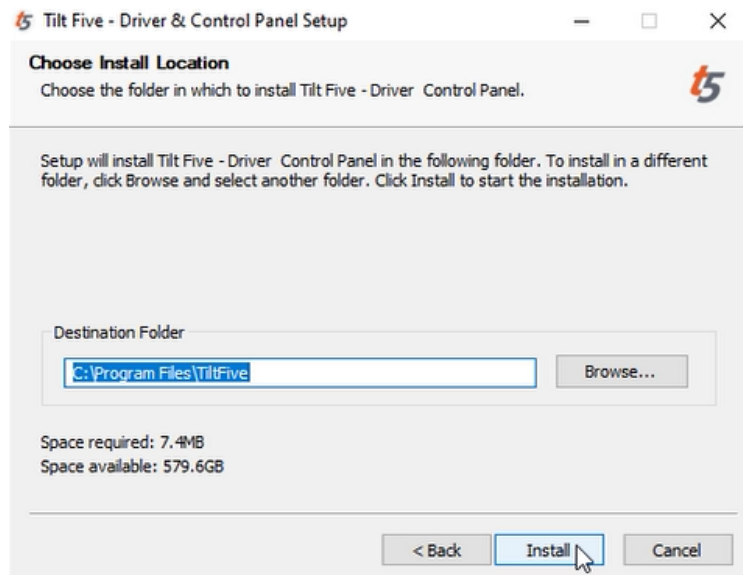 t5 Tilt Five - Driver & Control Panel Setup
Choose Install Location
Choose the folder in which to install Tilt Five - Driver  Control Panel.
t5
Setup will install Tilt Five - Driver  Control Panel in the following folder. To install in a different
folder, click Browse and select another folder. Click Install to start the installation.
Destination Folder
C:\Program Files\TiltFive
Browse...
Space required: 7.4MB
Space available: 579.6GB
< Back Install Cancel